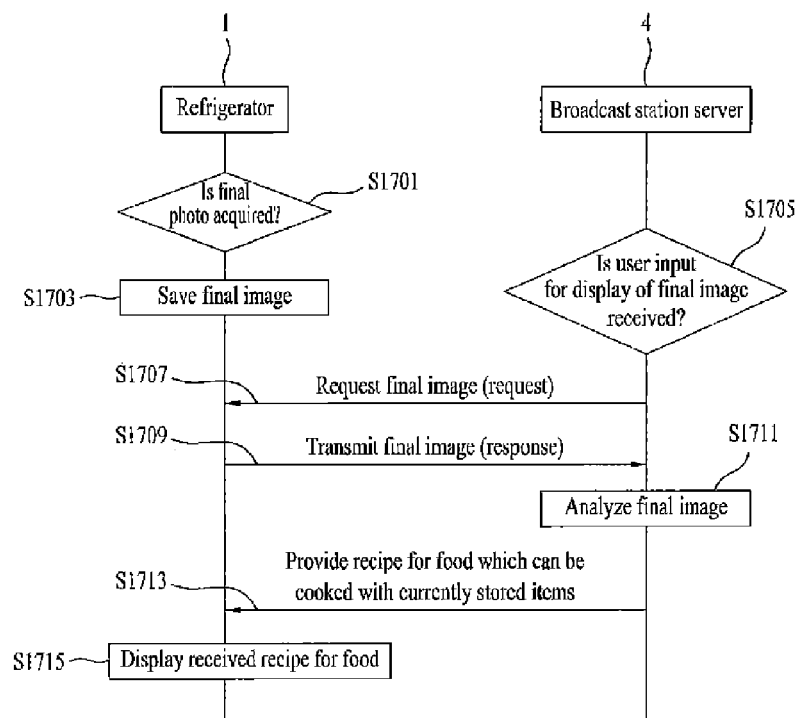 1
4
Refrigerator
Broadcast station server
Is final
photo acquired?
S1701
S1705
Is user input
for display of final image
received?
S1703
Save final image
S1707
Request final image (request)
S1709
Transmit final image (response)
S1711
Analyze final image
S1713
Provide recipe for food which can be
cooked with currently stored items
S1715
Display received recipe for food